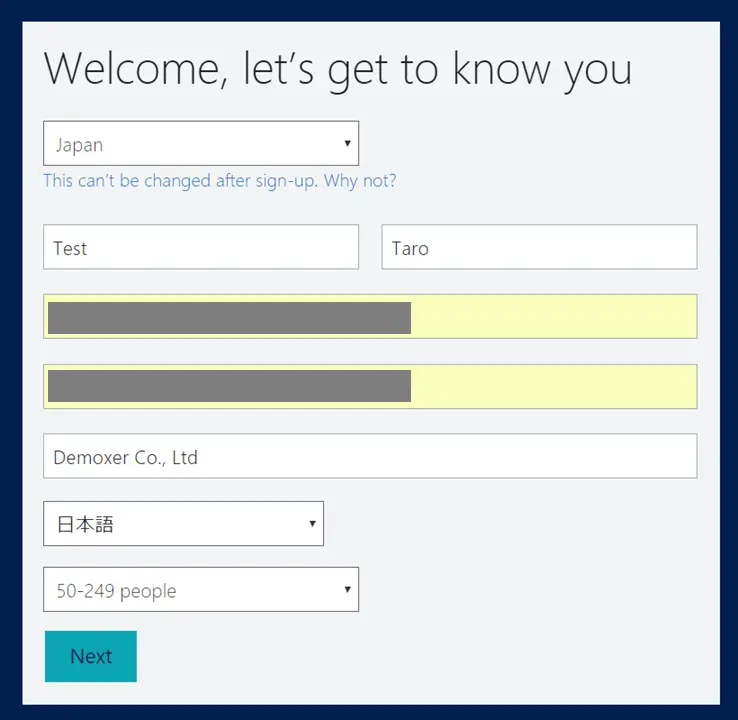 Welcome, let’s get to know you
Japan
This can’t be changed after sign-up. Why not?
Test Taro
Demoxer Co., Ltd
日本語
50-249 people
Next